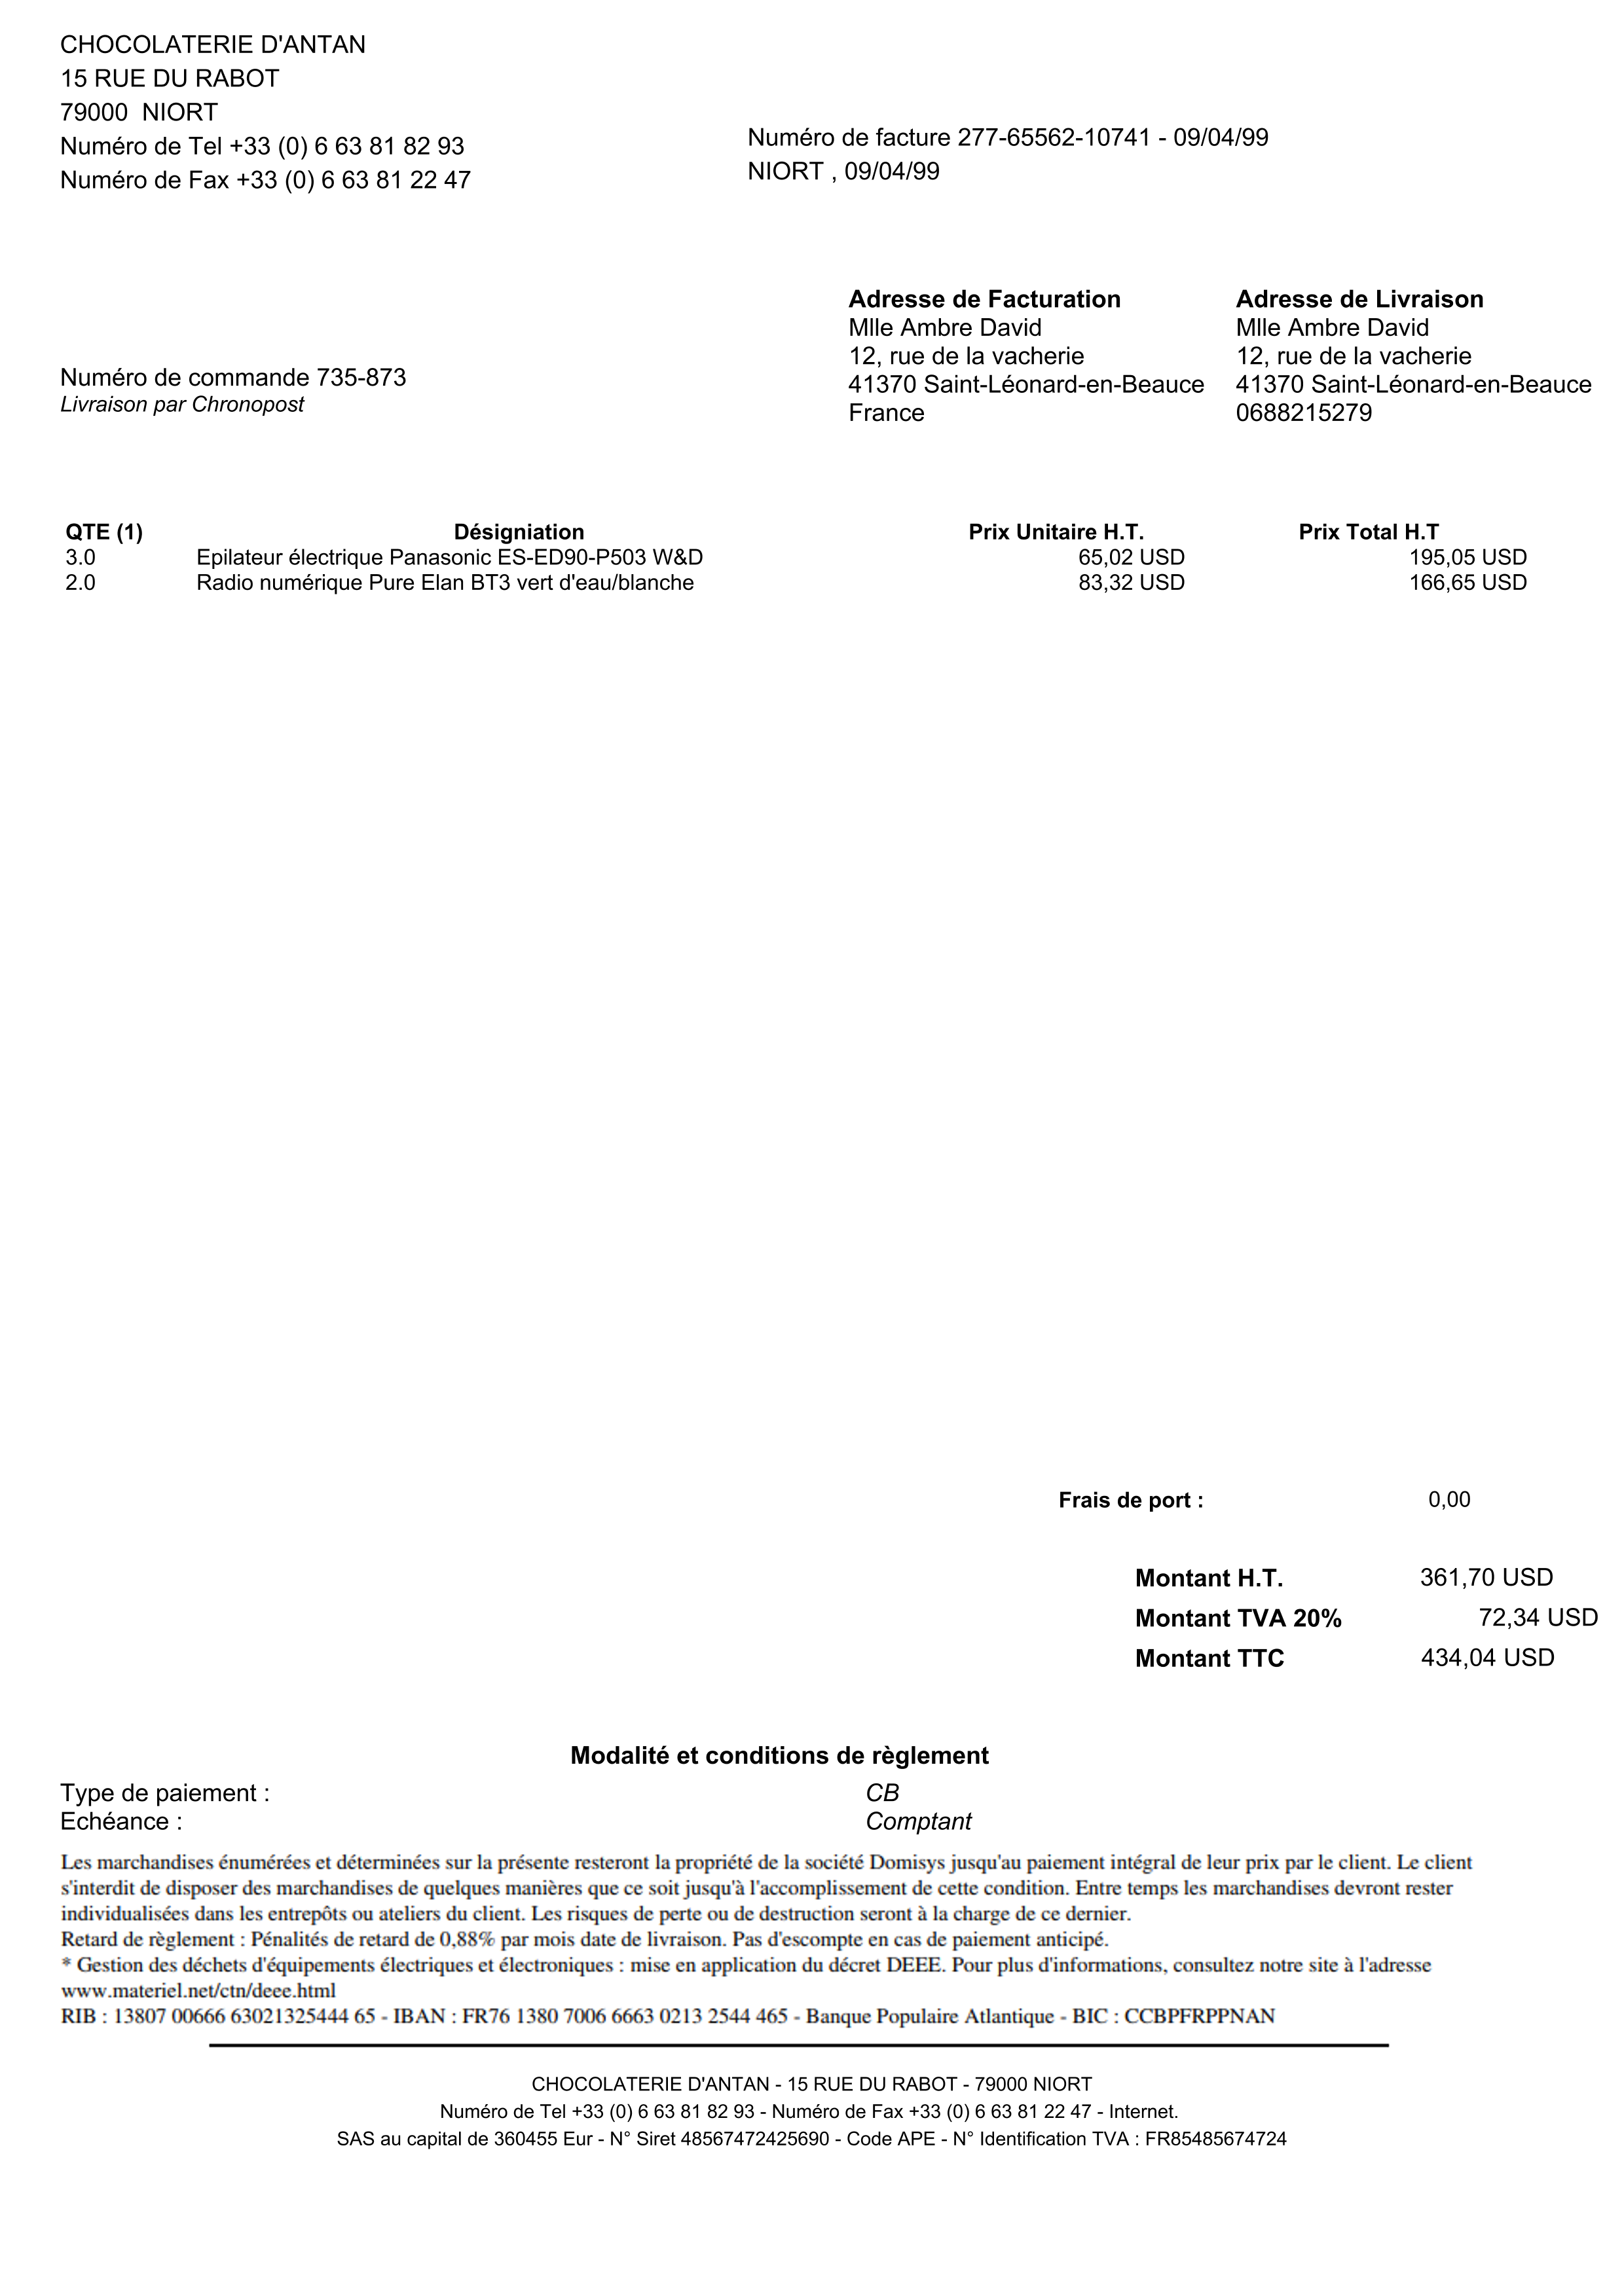 CHOCOLATERIE D'ANTAN
15 RUE DU RABOT
79000 NIORT
Numéro de Tel +33 (0) 6 63 81 82 93
Numéro de Fax +33 (0) 6 63 81 22 47
Numéro de facture 277-65562-10741 - 09/04/99
NIORT , 09/04/99
Numéro de commande 735-873
Livraison par Chronopost
Adresse de Facturation
Mlle Ambre David
12, rue de la vacherie
41370 Saint-Léonard-en-Beauce
France
Adresse de Livraison
Mlle Ambre David
12, rue de la vacherie
41370 Saint-Léonard-en-Beauce
0688215279
QTE (1) Désigniation Prix Unitaire H.T. Prix Total H.T
3.0 Epilateur électrique Panasonic ES-ED90-P503 W&D 65,02 USD 195,05 USD
2.0 Radio numérique Pure Elan BT3 vert d'eau/blanche 83,32 USD 166,65 USD
Frais de port : 0,00
Montant H.T. 361,70 USD
Montant TVA 20% 72,34 USD
Montant TTC 434,04 USD
Modalité et conditions de règlement
Type de paiement : CB
Echéance : Comptant
Les marchandises énumérées et déterminées sur la présente resteront la propriété de la société Domisys jusqu'au paiement intégral de leur prix par le client. Le client
s'interdit de disposer des marchandises de quelques manières que ce soit jusqu'à l'accomplissement de cette condition. Entre temps les marchandises devront rester
individualisées dans les entrepôts ou ateliers du client. Les risques de perte ou de destruction seront à la charge de ce dernier.
Retard de règlement : Pénalités de retard de 0,88% par mois date de livraison. Pas d'escompte en cas de paiement anticipé.
* Gestion des déchets d'équipements électriques et électroniques : mise en application du décret DEEE. Pour plus d'informations, consultez notre site à l'adresse
www.materiel.net/ctn/deee.html
RIB : 13807 00666 63021325444 65 - IBAN : FR76 1380 7006 6663 0213 2544 465 - Banque Populaire Atlantique - BIC : CCBPFRPPNAN
CHOCOLATERIE D'ANTAN - 15 RUE DU RABOT - 79000 NIORT
Numéro de Tel +33 (0) 6 63 81 82 93 - Numéro de Fax +33 (0) 6 63 81 22 47 - Internet.
SAS au capital de 360455 Eur - N° Siret 48567472425690 - Code APE - N° Identification TVA : FR85485674724